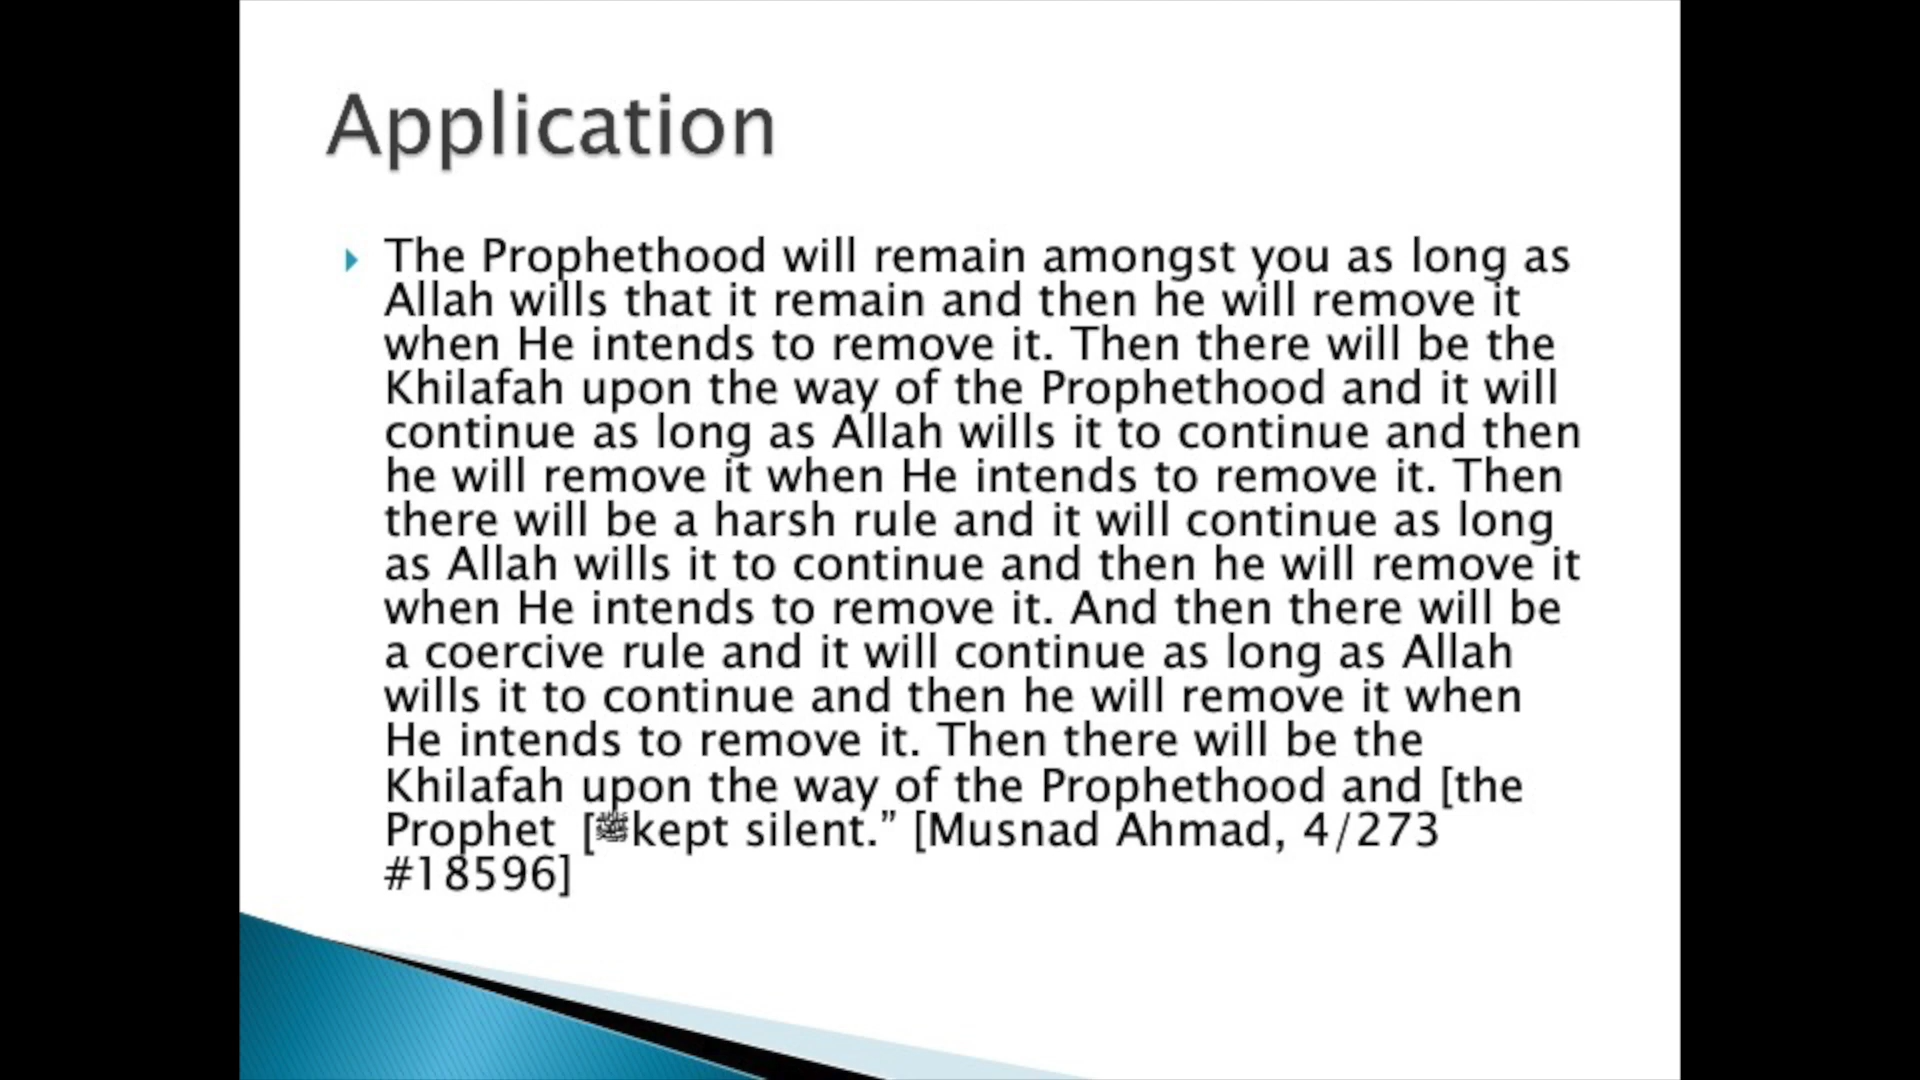 Application
The Prophethood will remain amongst you as long as
Allah wills that it remain and then he will remove it
when He intends to remove it. Then there will be the
Khilafah upon the way of the Prophethood and it will
continue as long as Allah wills it to continue and then
he will remove it when He intends to remove it. Then
there will be a harsh rule and it will continue as long
as Allah wills it to continue and then he will remove it
when He intends to remove it. And then there will be
a coercive rule and it will continue as long as Allah
wills it to continue and then he will remove it when
He intends to remove it. Then there will be the
Khilafah upon the way of the Prophethood and [the
Prophet [ﷺkept silent.” [Musnad Ahmad, 4/273
#18596]